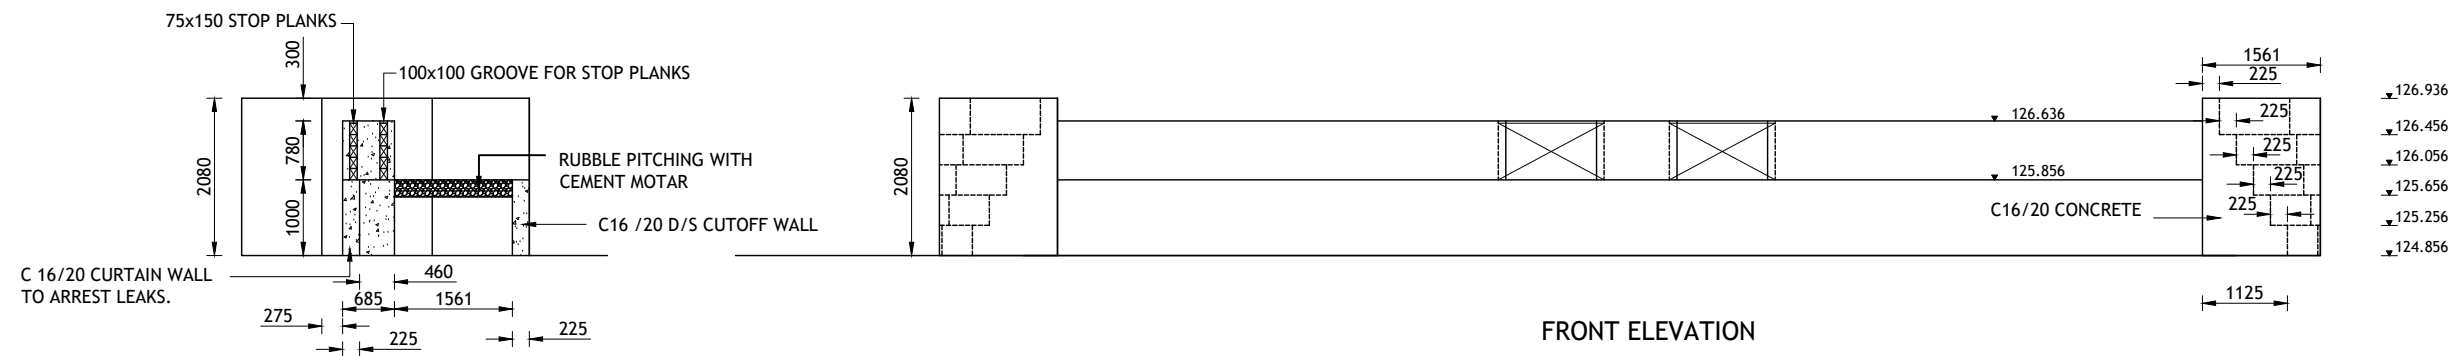 75x150 STOP PLANKS
300
100x100 GROOVE FOR STOP PLANKS
780
2080
1000
RUBBLE PITCHING WITH
CEMENT MOTAR
C16 /20 D/S CUTOFF WALL
C 16/20 CURTAIN WALL
TO ARREST LEAKS.
460
685
1561
275
225
225
2080
126.636
125.856
C16/20 CONCRETE
1561
225
225
225
225
225
1125
126.936
126.456
126.056
125.656
125.256
124.856
FRONT ELEVATION